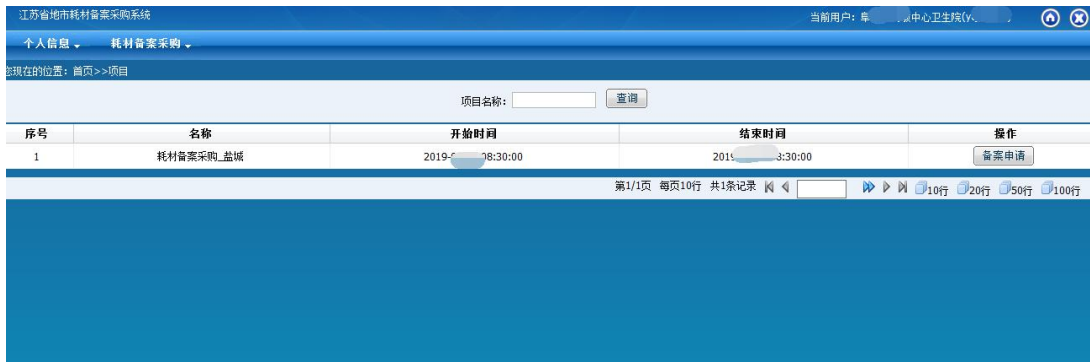 江苏省地市耗材备案采购系统 当前用户：阜 中心卫生院(y
个人信息 耗材备案采购
您现在的位置：首页>>项目
项目名称： 查询
序号 名称 开始时间 结束时间 操作
1 耗材备案采购_盐城 2019- 08:30:00 201 :30:00 备案申请
第1/1页 每页10行 共1条记录 10行 20行 50行 100行